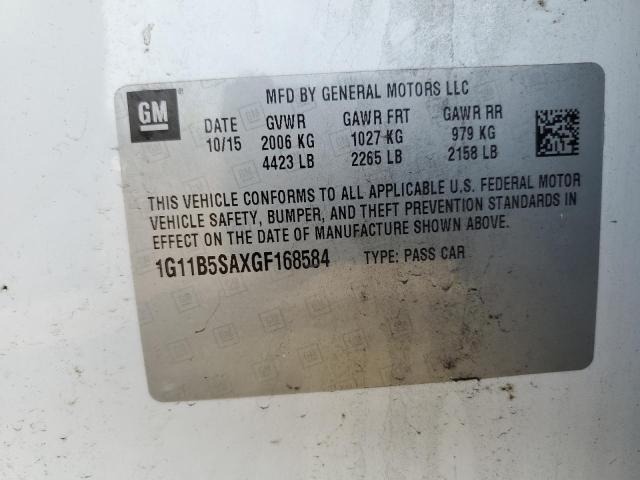 GM
MFD BY GENERAL MOTORS LLC
DATE GVWR GAWR FRT GAWR RR
10/15 2006 KG 1027 KG 979 KG
4423 LB 2265 LB 2158 LB
THIS VEHICLE CONFORMS TO ALL APPLICABLE U.S. FEDERAL MOTOR
VEHICLE SAFETY, BUMPER, AND THEFT PREVENTION STANDARDS IN
EFFECT ON THE DATE OF MANUFACTURE SHOWN ABOVE.
1G11B5SAXGF168584 TYPE: PASS CAR